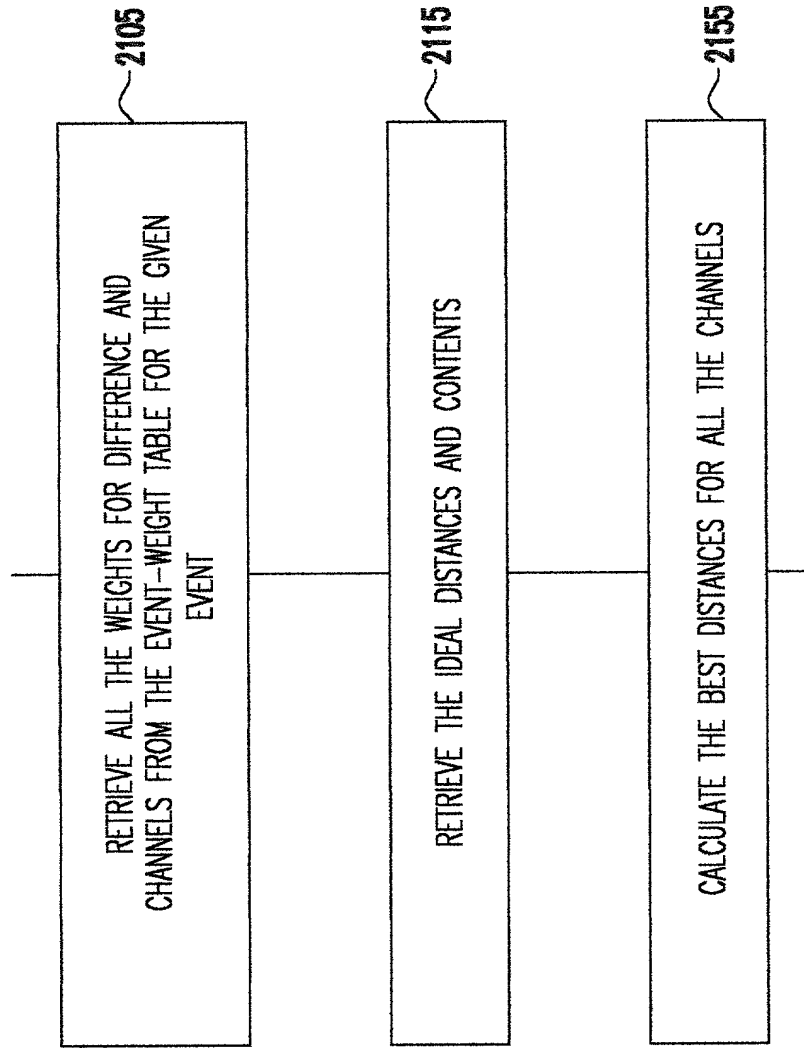 RETRIEVE ALL THE WEIGHTS FOR DIFFERENCE AND
CHANNELS FROM THE EVENT-WEIGHT TABLE FOR THE GIVEN
EVENT
2105
RETRIEVE THE IDEAL DISTANCES AND CONTENTS
2115
CALCULATE THE BEST DISTANCES FOR ALL THE CHANNELS
2155